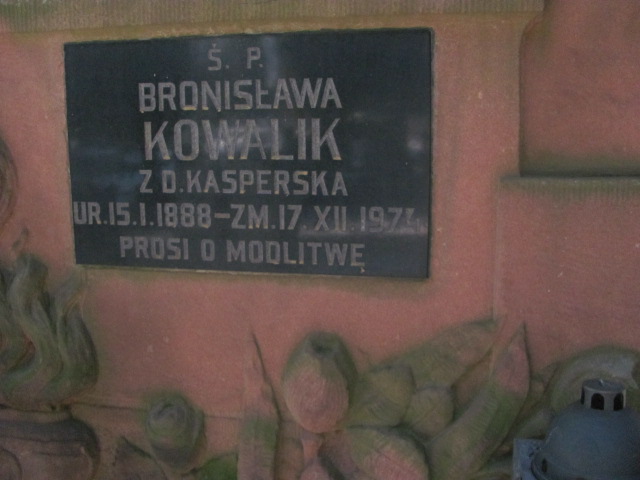 Ś. P.
BRONISŁAWA
KOWALIK
Z D. KASPERSKA
UR. 15. I. 1888 – ZM. 17. XII.
PROSI O MODLITWĘ